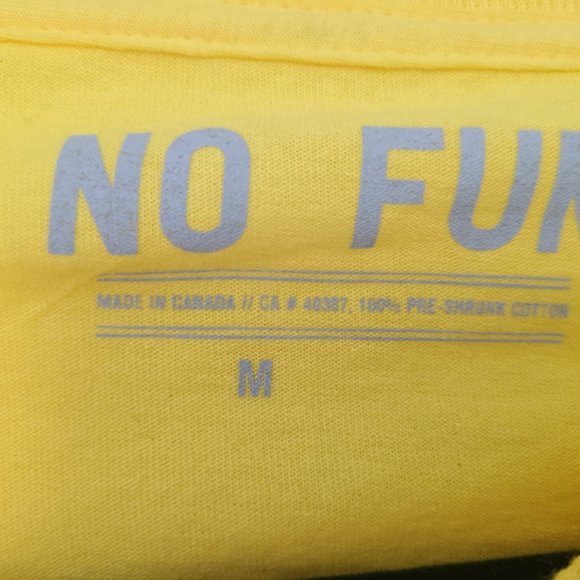 NO FUN
MADE IN CANADA // CA # 40387, 100% PRE-SHRUNK COTTON
M